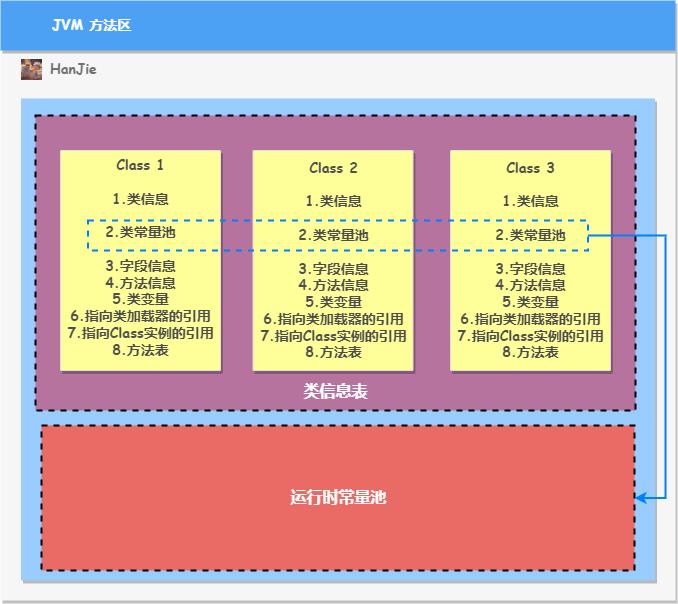 JVM 方法区
HanJie
Class 1
1.类信息
2.类常量池
3.字段信息
4.方法信息
5.类变量
6.指向类加载器的引用
7.指向Class实例的引用
8.方法表
Class 2
1.类信息
2.类常量池
3.字段信息
4.方法信息
5.类变量
6.指向类加载器的引用
7.指向Class实例的引用
8.方法表
Class 3
1.类信息
2.类常量池
3.字段信息
4.方法信息
5.类变量
6.指向类加载器的引用
7.指向Class实例的引用
8.方法表
类信息表
运行时常量池